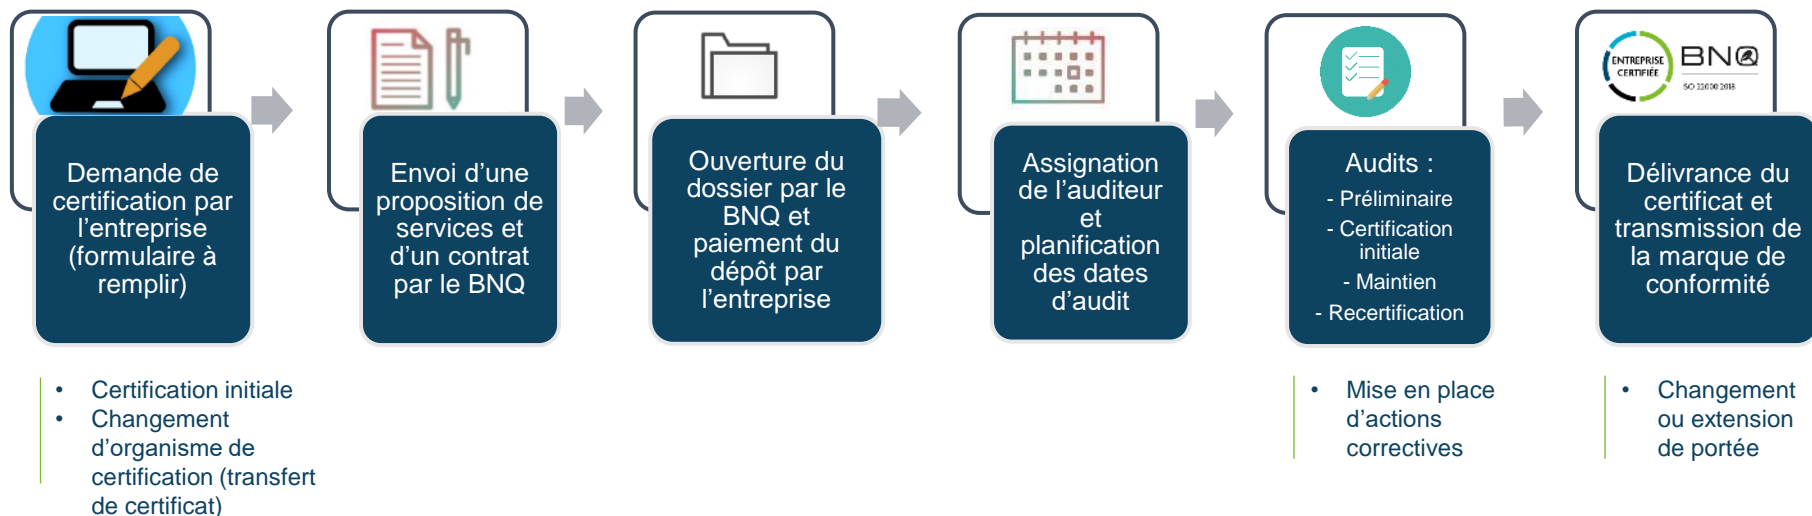 Demande de
certification par
l’entreprise
(formulaire à
remplir)
Envoi d’une
proposition de
services et
d’un contrat
par le BNQ
Ouverture du
dossier par le
BNQ et
paiement du
dépôt par
l’entreprise
Assignation
de l’auditeur
et
planification
des dates
d’audit
Audits :
- Préliminaire
- Certification
initiale
- Maintien
- Recertification
ENTREPRISE
CERTIFIÉE
BNQ
ISO 22000:2018
Délivrance du
certificat et
transmission de
la marque de
conformité
• Certification initiale
• Changement
d’organisme de
certification (transfert
de certificat)
• Mise en place
d’actions
correctives
• Changement
ou extension
de portée